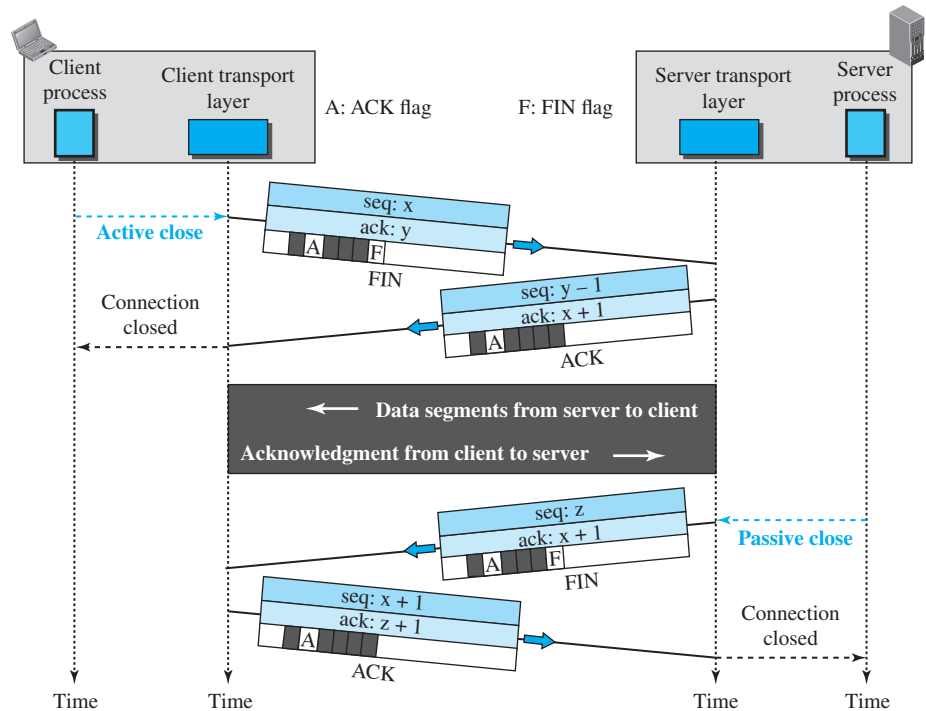 Client
process
Client transport
layer
A: ACK flag
F: FIN flag
Server transport
layer
Server
process
Active close
seq: x
ack: y
A
F
FIN
Connection
closed
seq: y – 1
ack: x + 1
A
ACK
Data segments from server to client
Acknowledgment from client to server
seq: z
ack: x + 1
A
F
FIN
Passive close
seq: x + 1
ack: z + 1
A
ACK
Connection
closed
Time
Time
Time
Time